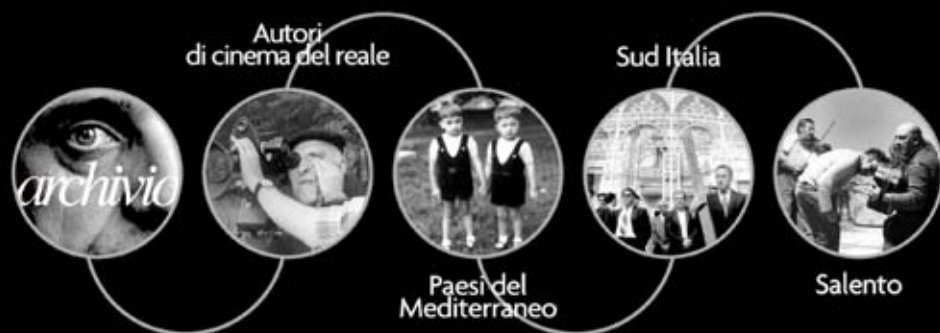 archivio
Autori
di cinema del reale
Paesi del
Mediterraneo
Sud Italia
Salento